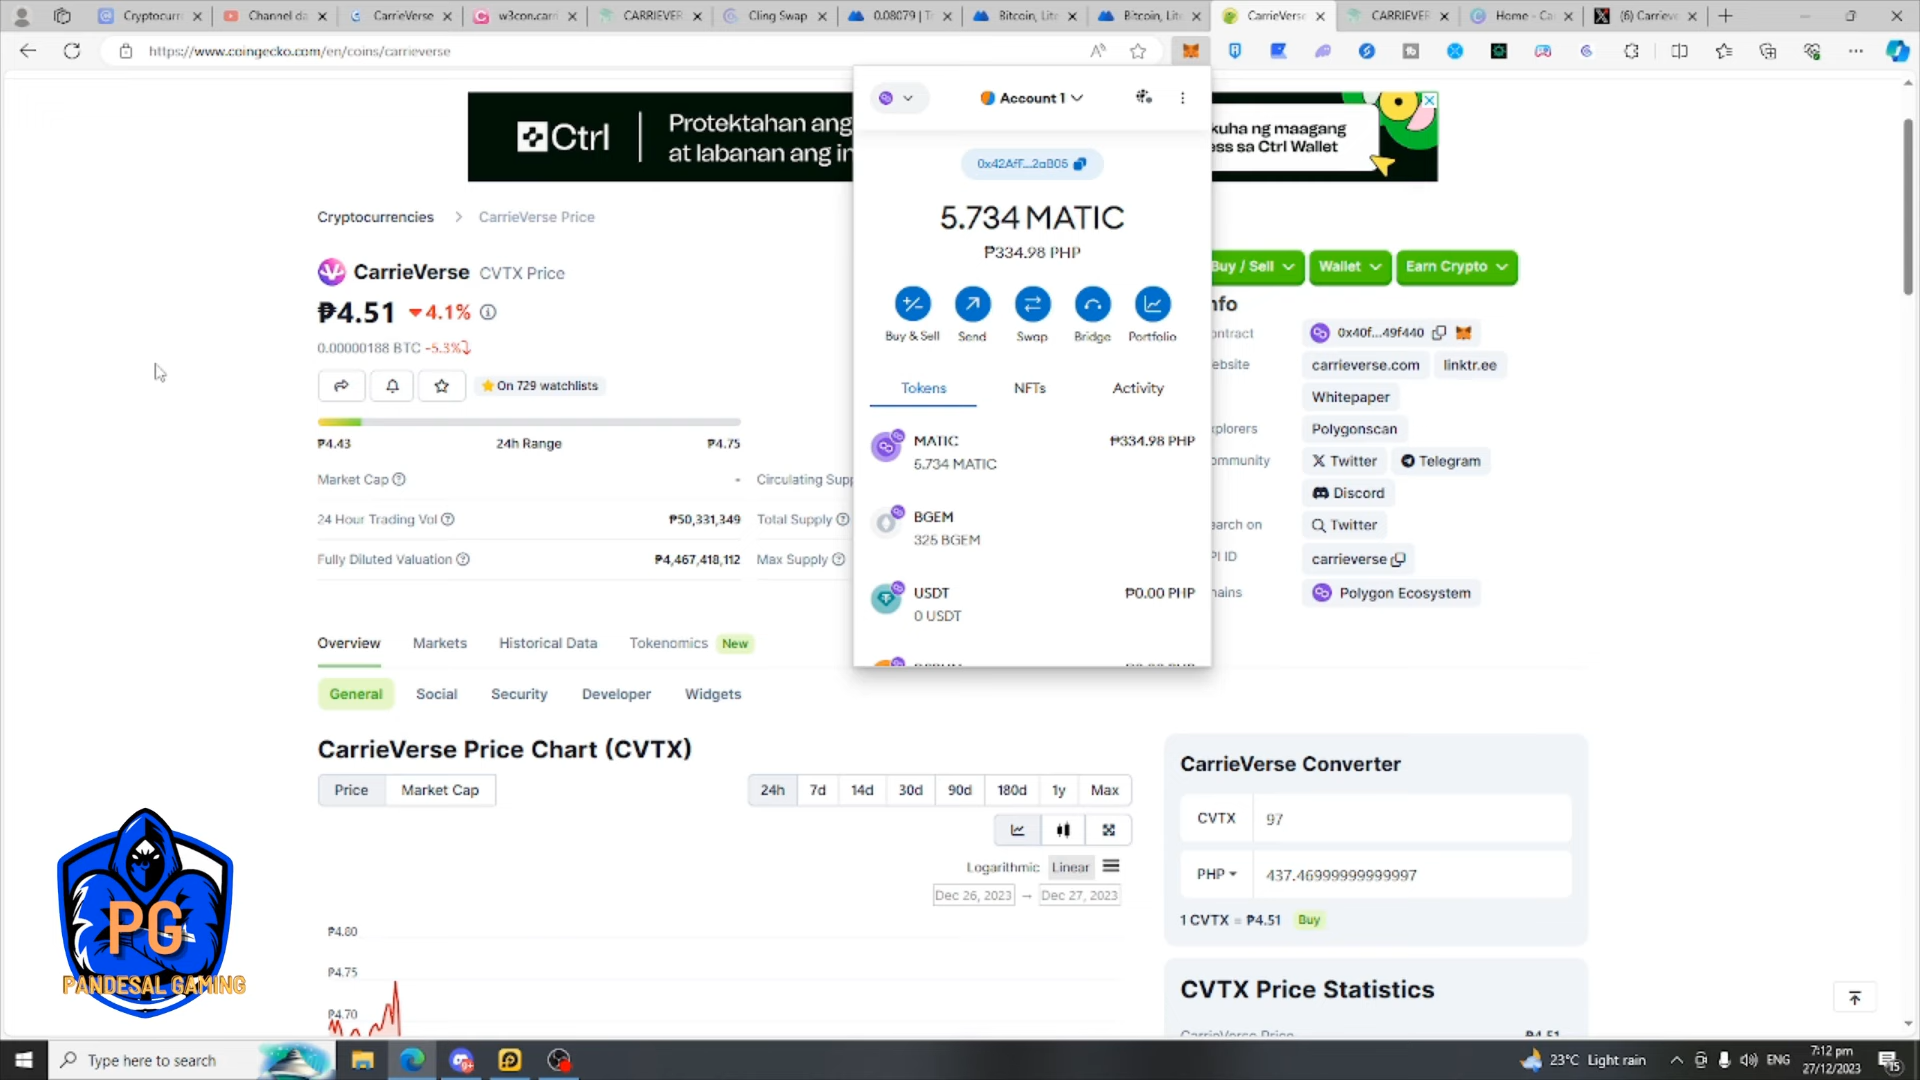 Cryptocurr
Channel da
CarrieVerse
w3con.carri
CARRIEVER
Cling Swap
0.08079 | T
Bitcoin, Lit
Bitcoin, Lit
CarrieVerse
CARRIEVER
Home - Ca
(6) Carriev
https://www.coingecko.com/en/coins/carrieverse
Ctrl
Protektahan ang
at labanan ang in
kuha ng maagang
ess sa Ctrl Wallet
Account 1
0x42AfF...2aB05
5.734 MATIC
₱334.98 PHP
Buy & Sell
Send
Swap
Bridge
Portfolio
Tokens
NFTs
Activity
MATIC
₱334.98 PHP
5.734 MATIC
BGEM
325 BGEM
USDT
₱0.00 PHP
0 USDT
Cryptocurrencies > CarrieVerse Price
CarrieVerse CVTX Price
₱4.51 4.1%
0.00000188 BTC -5.3%
On 729 watchlists
₱4.43
24h Range
₱4.75
Market Cap
-
Circulating Supp
24 Hour Trading Vol
₱50,331,349
Total Supply
Fully Diluted Valuation
₱4,467,418,112
Max Supply
Buy / Sell
Wallet
Earn Crypto
nfo
ontract
0x40f...49f440
ebsite
carrieverse.com
linktr.ee
Whitepaper
xplorers
Polygonscan
ommunity
Twitter
Telegram
Discord
earch on
Twitter
PI ID
carrieverse
hains
Polygon Ecosystem
Overview
Markets
Historical Data
Tokenomics
New
General
Social
Security
Developer
Widgets
CarrieVerse Price Chart (CVTX)
Price
Market Cap
24h
7d
14d
30d
90d
180d
1y
Max
Logarithmic
Linear
Dec 26, 2023 → Dec 27, 2023
₱4.80
₱4.75
₱4.70
CarrieVerse Converter
CVTX
97
PHP
437.46999999999997
1 CVTX = ₱4.51
Buy
CVTX Price Statistics
CarrieVerse Price
₱4.51
PG
PANDESAL GAMING
Type here to search
23°C Light rain
ENG
7:12 pm
27/12/2023
15